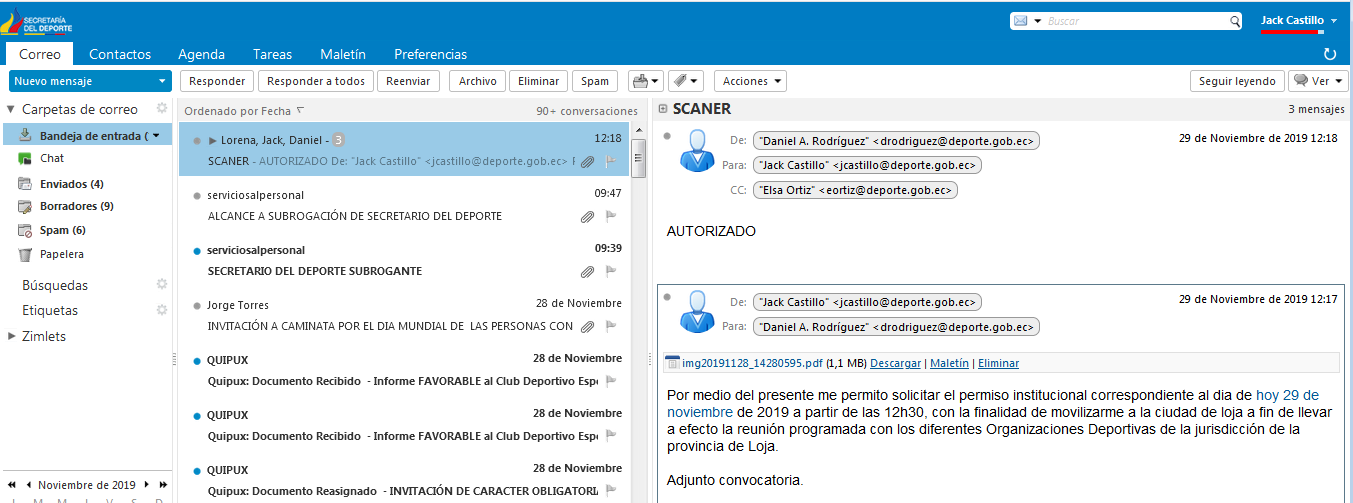 SECRETARÍA
DEL DEPORTE
Buscar
Jack Castillo
Correo Contactos Agenda Tareas Maletín Preferencias
Nuevo mensaje
Responder Responder a todos Reenviar Archivo Eliminar Spam Acciones Seguir leyendo Ver
Carpetas de correo
Bandeja de entrada (
Chat
Enviados (4)
Borradores (9)
Spam (6)
Papelera
Búsquedas
Etiquetas
Zimlets
Noviembre de 2019
L M M J V S D
Ordenado por Fecha 90+ conversaciones
Lorena, Jack, Daniel - 3 12:18
SCANER - AUTORIZADO De: "Jack Castillo" <jcastillo@deporte.gob.ec>
serviciosalpersonal 09:47
ALCANCE A SUBROGACIÓN DE SECRETARIO DEL DEPORTE
serviciosalpersonal 09:39
SECRETARIO DEL DEPORTE SUBROGANTE
Jorge Torres 28 de Noviembre
INVITACIÓN A CAMINATA POR EL DIA MUNDIAL DE LAS PERSONAS CON
QUIPUX 28 de Noviembre
Quipux: Documento Recibido - Informe FAVORABLE al Club Deportivo Espe
QUIPUX 28 de Noviembre
Quipux: Documento Recibido - Informe FAVORABLE al Club Deportivo Espe
QUIPUX 28 de Noviembre
Quipux: Documento Reasignado - INVITACIÓN DE CARACTER OBLIGATORIA
SCANER 3 mensajes
De: "Daniel A. Rodríguez" <drodriguez@deporte.gob.ec> 29 de Noviembre de 2019 12:18
Para: "Jack Castillo" <jcastillo@deporte.gob.ec>
CC: "Elsa Ortiz" <eortiz@deporte.gob.ec>
AUTORIZADO
De: "Jack Castillo" <jcastillo@deporte.gob.ec> 29 de Noviembre de 2019 12:17
Para: "Daniel A. Rodríguez" <drodriguez@deporte.gob.ec>
img20191128_14280595.pdf (1,1 MB) Descargar | Maletín | Eliminar
Por medio del presente me permito solicitar el permiso institucional correspondiente al dia de hoy 29 de
noviembre de 2019 a partir de las 12h30, con la finalidad de movilizarme a la ciudad de loja a fin de llevar
a efecto la reunión programada con los diferentes Organizaciones Deportivas de la jurisdicción de la
provincia de Loja.
Adjunto convocatoria.